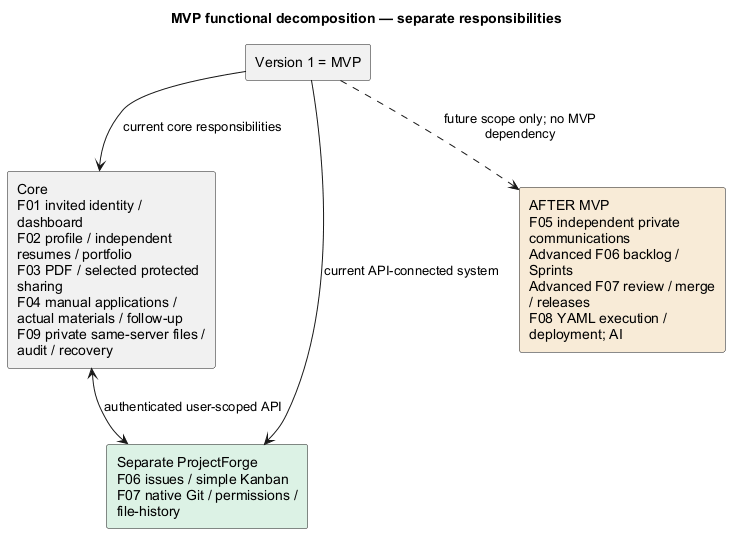 MVP functional decomposition — separate responsibilities
Version 1 = MVP
current core responsibilities
future scope only; no MVP
dependency
Core
F01 invited identity /
dashboard
F02 profile / independent
resumes / portfolio
F03 PDF / selected protected
sharing
F04 manual applications /
actual materials / follow-up
F09 private same-server files /
audit / recovery
AFTER MVP
F05 independent private
communications
Advanced F06 backlog /
Sprints
Advanced F07 review / merge
/ releases
F08 YAML execution /
deployment; AI
current API-connected system
authenticated user-scoped API
Separate ProjectForge
F06 issues / simple Kanban
F07 native Git / permissions /
file-history